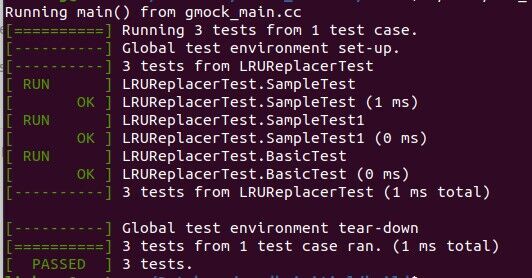 Running main() from gmock_main.cc
[==========] Running 3 tests from 1 test case.
[----------] Global test environment set-up.
[----------] 3 tests from LRUReplacerTest
[ RUN      ] LRUReplacerTest.SampleTest
[       OK ] LRUReplacerTest.SampleTest (1 ms)
[ RUN      ] LRUReplacerTest.SampleTest1
[       OK ] LRUReplacerTest.SampleTest1 (0 ms)
[ RUN      ] LRUReplacerTest.BasicTest
[       OK ] LRUReplacerTest.BasicTest (0 ms)
[----------] 3 tests from LRUReplacerTest (1 ms total)

[----------] Global test environment tear-down
[==========] 3 tests from 1 test case ran. (1 ms total)
[  PASSED  ] 3 tests.